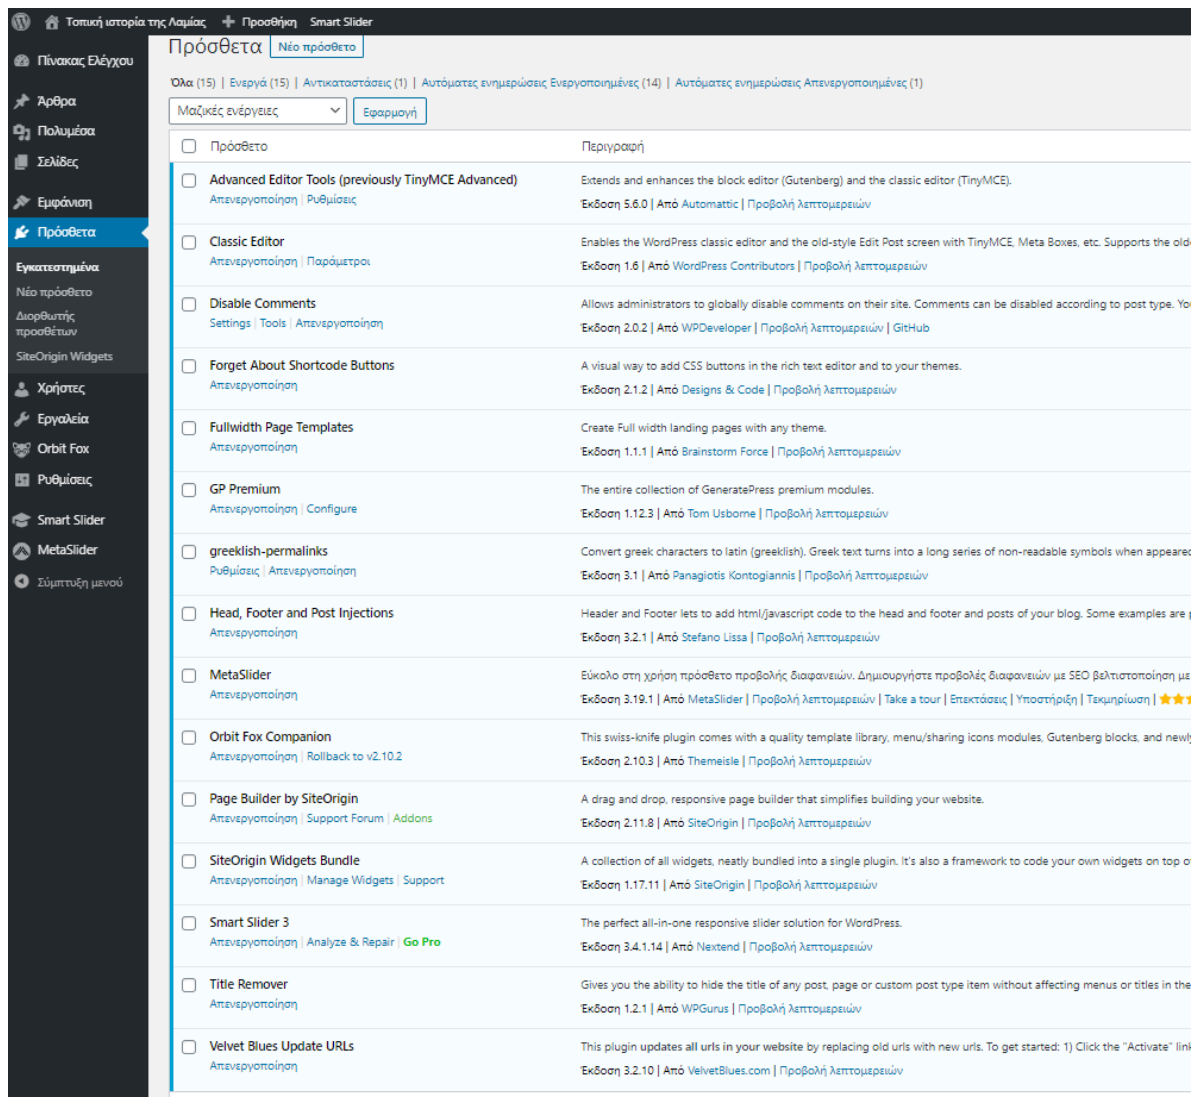 Τοπική ιστορία της Λαμίας + Προσθήκη Smart Slider
Πίνακας Ελέγχου
Άρθρα
Πολυμέσα
Σελίδες
Εμφάνιση
Πρόσθετα
Εγκατεστημένα
Νέο πρόσθετο
Διορθωτής
προσθέτων
SiteOrigin Widgets
Χρήστες
Εργαλεία
Orbit Fox
Ρυθμίσεις
Smart Slider
MetaSlider
Σύμπτυξη μενού
Πρόσθετα Νέο πρόσθετο
Όλα (15) | Ενεργά (15) | Αντικαταστάσεις (1) | Αυτόματες ενημερώσεις Ενεργοποιημένες (14) | Αυτόματες ενημερώσεις Απενεργοποιημένες (1)
Μαζικές ενέργειες Εφαρμογή
Πρόσθετο Περιγραφή
Advanced Editor Tools (previously TinyMCE Advanced) Extends and enhances the block editor (Gutenberg) and the classic editor (TinyMCE).
Απενεργοποίηση | Ρυθμίσεις Έκδοση 5.6.0 | Από Automattic | Προβολή λεπτομερειών
Classic Editor Enables the WordPress classic editor and the old-style Edit Post screen with TinyMCE, Meta Boxes, etc. Supports the old
Απενεργοποίηση | Παράμετροι Έκδοση 1.6 | Από WordPress Contributors | Προβολή λεπτομερειών
Disable Comments Allows administrators to globally disable comments on their site. Comments can be disabled according to post type. Yo
Settings | Tools | Απενεργοποίηση Έκδοση 2.0.2 | Από WPDeveloper | Προβολή λεπτομερειών | GitHub
Forget About Shortcode Buttons A visual way to add CSS buttons in the rich text editor and to your themes.
Απενεργοποίηση Έκδοση 2.1.2 | Από Designs & Code | Προβολή λεπτομερειών
Fullwidth Page Templates Create Full width landing pages with any theme.
Απενεργοποίηση Έκδοση 1.1.1 | Από Brainstorm Force | Προβολή λεπτομερειών
GP Premium The entire collection of GeneratePress premium modules.
Απενεργοποίηση | Configure Έκδοση 1.12.3 | Από Tom Usborne | Προβολή λεπτομερειών
greeklish-permalinks Convert greek characters to latin (greeklish). Greek text turns into a long series of non-readable symbols when appeared
Ρυθμίσεις | Απενεργοποίηση Έκδοση 3.1 | Από Panagiotis Kontogiannis | Προβολή λεπτομερειών
Head, Footer and Post Injections Header and Footer lets to add html/javascript code to the head and footer and posts of your blog. Some examples are p
Απενεργοποίηση Έκδοση 3.2.1 | Από Stefano Lissa | Προβολή λεπτομερειών
MetaSlider Εύκολο στη χρήση πρόσθετο προβολής διαφανειών. Δημιουργήστε προβολές διαφανειών με SEO βελτιστοποίηση με
Απενεργοποίηση Έκδοση 3.19.1 | Από MetaSlider | Προβολή λεπτομερειών | Take a tour | Επεκτάσεις | Υποστήριξη | Τεκμηρίωση |
Orbit Fox Companion This swiss-knife plugin comes with a quality template library, menu/sharing icons modules, Gutenberg blocks, and newly
Απενεργοποίηση | Rollback to v2.10.2 Έκδοση 2.10.3 | Από Themeisle | Προβολή λεπτομερειών
Page Builder by SiteOrigin A drag and drop, responsive page builder that simplifies building your website.
Απενεργοποίηση | Support Forum | Addons Έκδοση 2.11.8 | Από SiteOrigin | Προβολή λεπτομερειών
SiteOrigin Widgets Bundle A collection of all widgets, neatly bundled into a single plugin. It's also a framework to code your own widgets on top o
Απενεργοποίηση | Manage Widgets | Support Έκδοση 1.17.11 | Από SiteOrigin | Προβολή λεπτομερειών
Smart Slider 3 The perfect all-in-one responsive slider solution for WordPress.
Απενεργοποίηση | Analyze & Repair | Go Pro Έκδοση 3.4.1.14 | Από Nextend | Προβολή λεπτομερειών
Title Remover Gives you the ability to hide the title of any post, page or custom post type item without affecting menus or titles in the
Απενεργοποίηση Έκδοση 1.2.1 | Από WPGurus | Προβολή λεπτομερειών
Velvet Blues Update URLs This plugin updates all urls in your website by replacing old urls with new urls. To get started: 1) Click the "Activate" lin
Απενεργοποίηση Έκδοση 3.2.10 | Από VelvetBlues.com | Προβολή λεπτομερειών